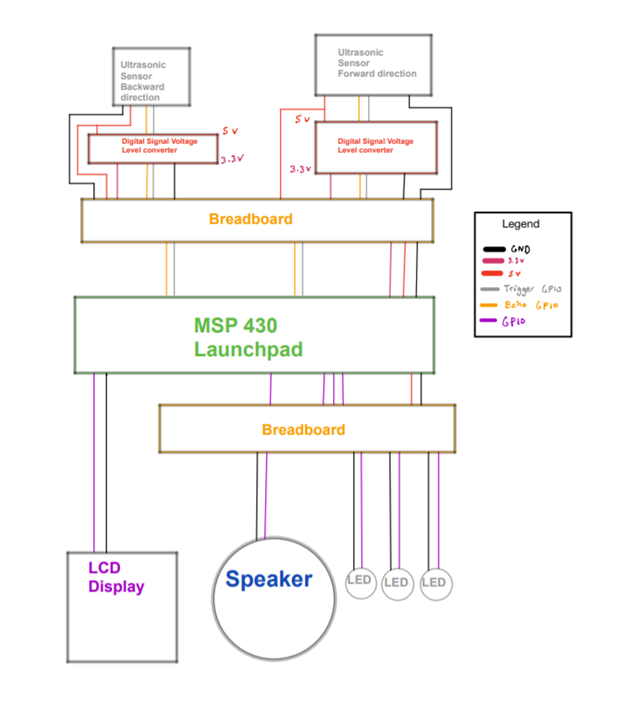 Ultrasonic
Sensor
Backward
direction
Ultrasonic
Sensor
Forward direction
5 v
Digital Signal Voltage
Level converter
3.3v
5 v
Digital Signal Voltage
Level converter
3.3v
Breadboard
Legend
GND
3.3v
5v
Trigger GPIO
Echo GPIO
GPIO
MSP 430
Launchpad
Breadboard
LCD
Display
Speaker
LED
LED
LED